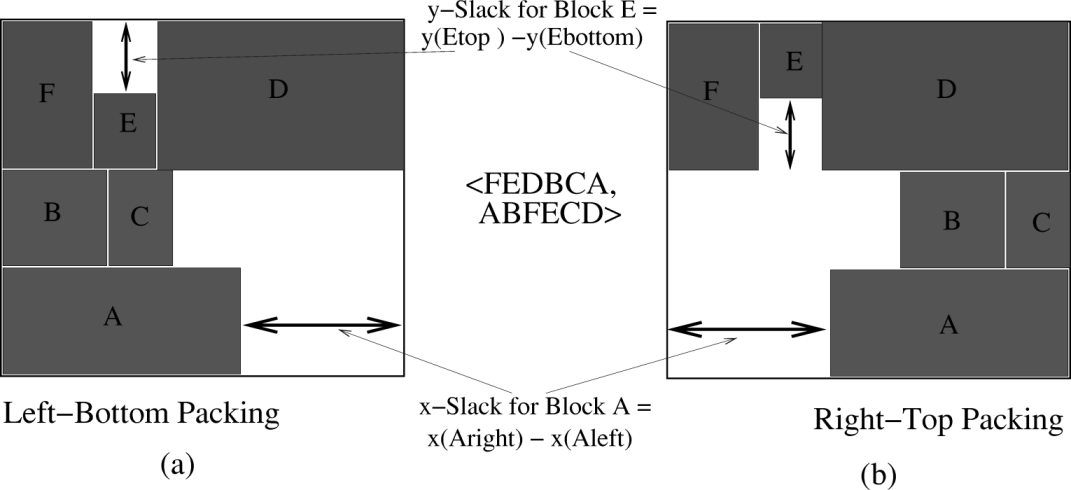 y−Slack for Block E =
y(Etop ) −y(Ebottom)
F
E
D
B
C
A
<FEDBCA,
ABFECD>
E
F
D
B
C
A
x−Slack for Block A =
x(Aright) − x(Aleft)
Left−Bottom Packing
Right−Top Packing
(a)
(b)